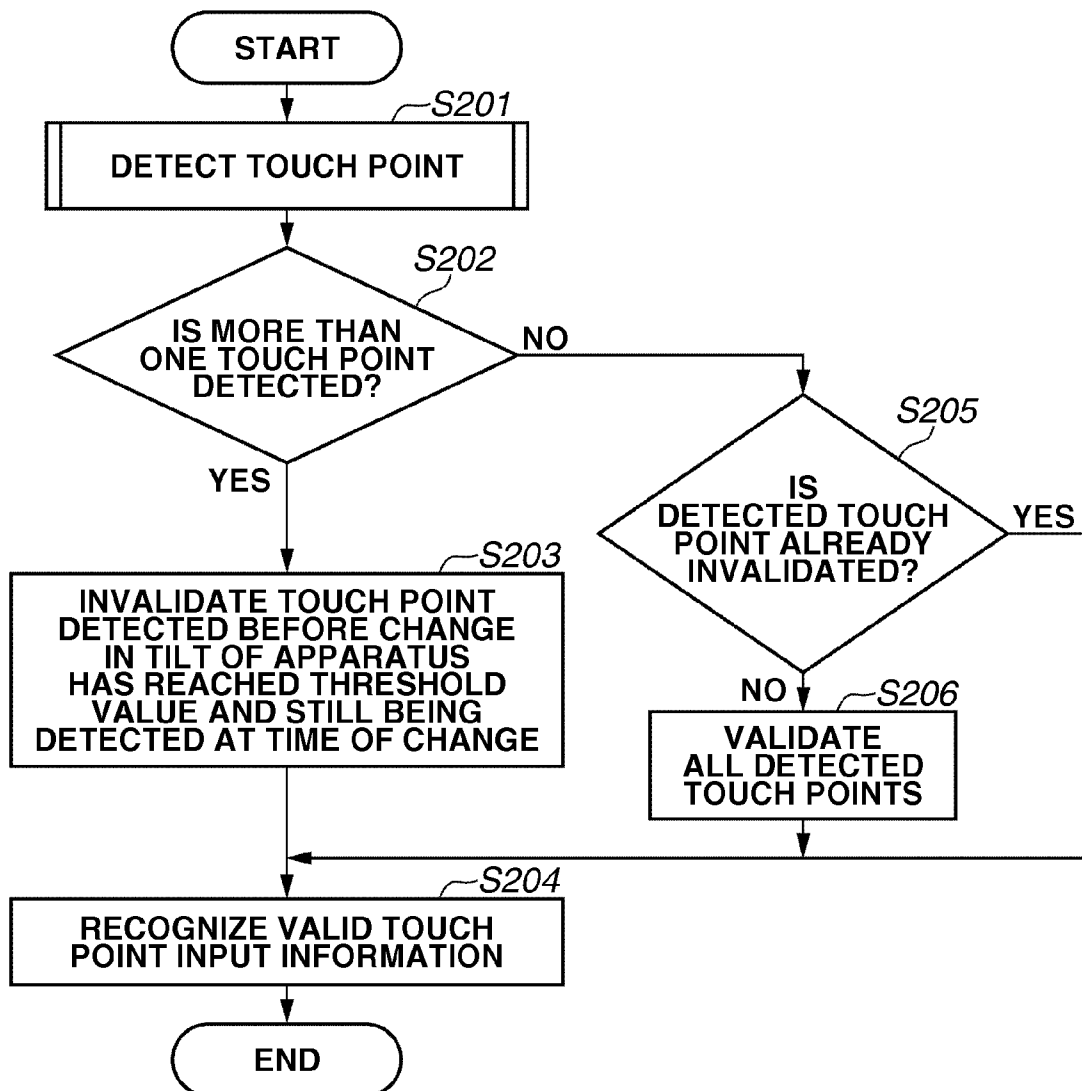 START
S201
DETECT TOUCH POINT
S202
IS MORE THAN
ONE TOUCH POINT
DETECTED?
NO
YES
S205
IS
DETECTED TOUCH
POINT ALREADY
INVALIDATED?
YES
NO
S203
INVALIDATE TOUCH POINT
DETECTED BEFORE CHANGE
IN TILT OF APPARATUS
HAS REACHED THRESHOLD
VALUE AND STILL BEING
DETECTED AT TIME OF CHANGE
S206
VALIDATE
ALL DETECTED
TOUCH POINTS
S204
RECOGNIZE VALID TOUCH
POINT INPUT INFORMATION
END